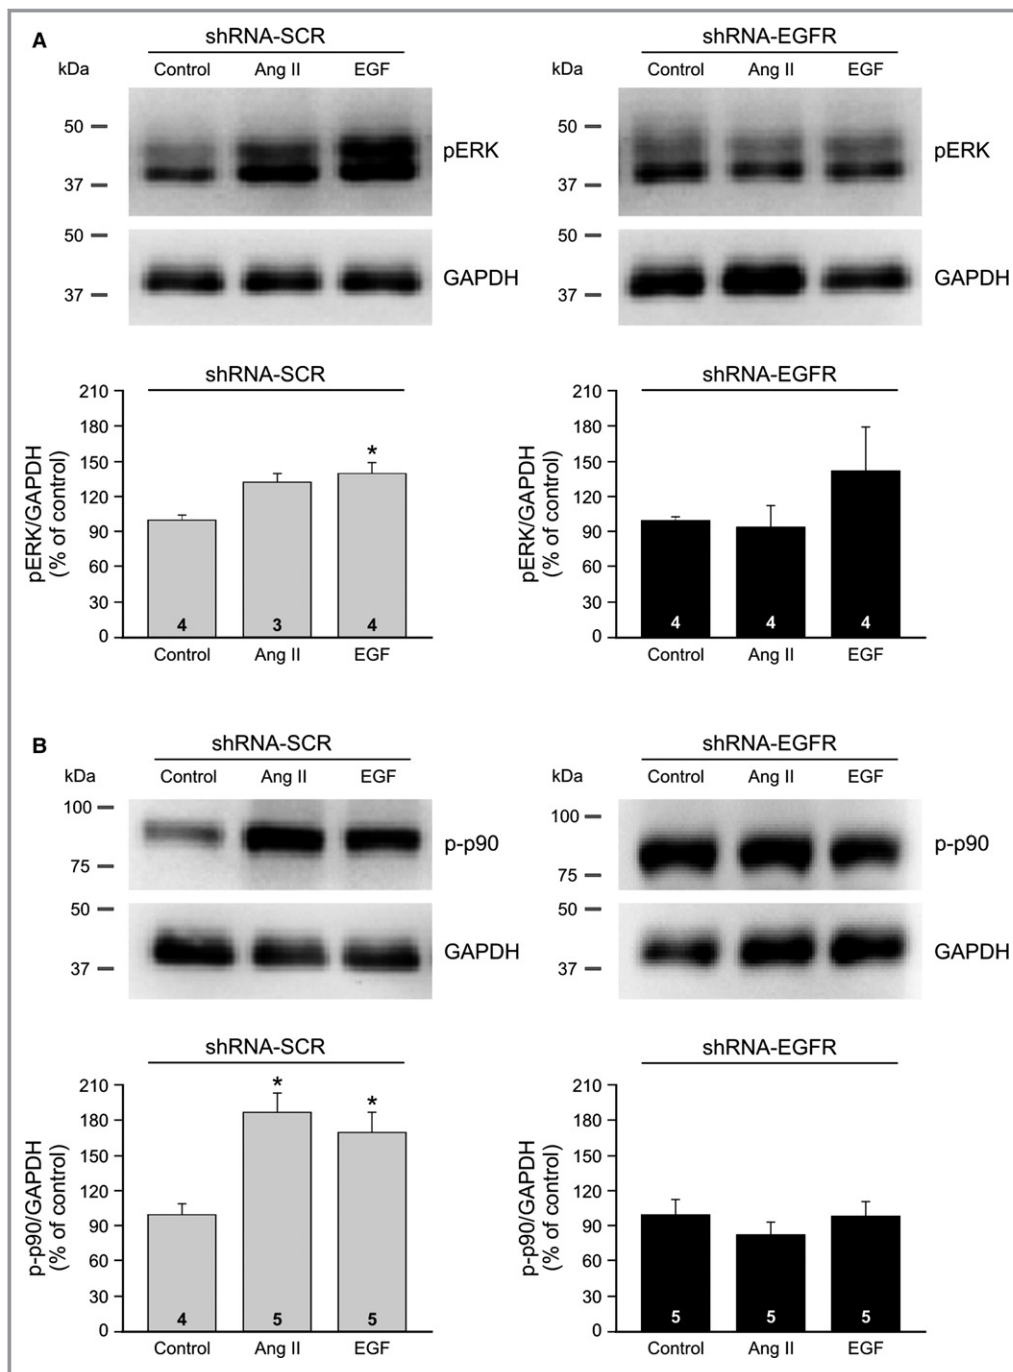 A
shRNA-SCR
shRNA-EGFR
kDa Control Ang II EGF
kDa Control Ang II EGF
50
pERK
37
50
pERK
37
50
GAPDH
37
50
GAPDH
37
shRNA-SCR
shRNA-EGFR
pERK/GAPDH
(% of control)
210
180
150
120
90
60
30
0
*
4 3 4
Control Ang II EGF
pERK/GAPDH
(% of control)
210
180
150
120
90
60
30
0
4 4 4
Control Ang II EGF
B
shRNA-SCR
shRNA-EGFR
kDa Control Ang II EGF
kDa Control Ang II EGF
100
p-p90
75
100
p-p90
75
50
GAPDH
37
50
GAPDH
37
shRNA-SCR
shRNA-EGFR
p-p90/GAPDH
(% of control)
210
180
150
120
90
60
30
0
* *
4 5 5
Control Ang II EGF
p-p90/GAPDH
(% of control)
210
180
150
120
90
60
30
0
5 5 5
Control Ang II EGF